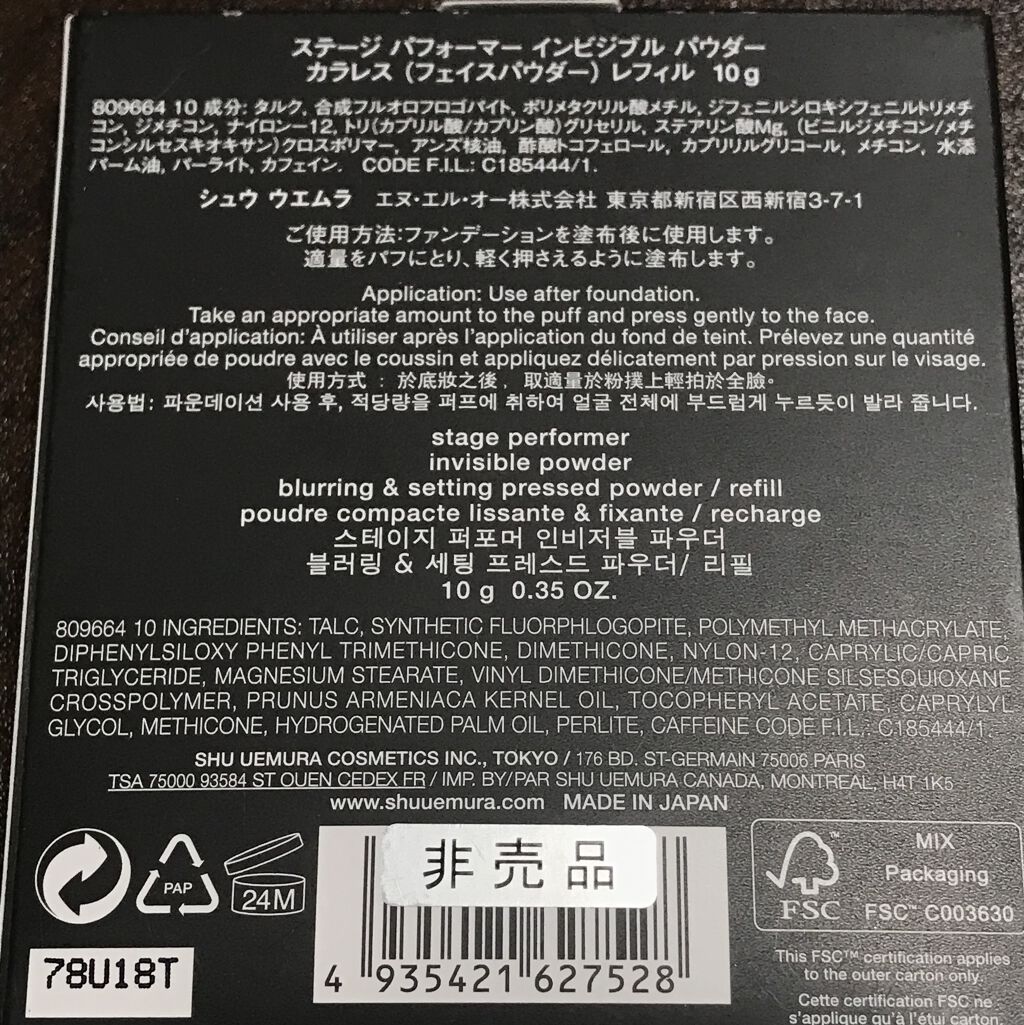 ステージ パフォーマー インビジブル パウダー
カラレス (フェイスパウダー) レフィル 10g
809664 10 成分: タルク, 合成フルオロフロゴパイト, ポリメタクリル酸メチル, ジフェニルシロキシフェニルトリメチ
コン, ジメチコン, ナイロン－12, トリ(カプリル酸/カプリン酸)グリセリル, ステアリン酸Mg, (ビニルジメチコン/メチ
コンシルセスキオキサン)クロスポリマー, アンズ核油, 酢酸トコフェロール, カプリリルグリコール, メチコン, 水添
パーム油, パーライト, カフェイン. CODE F.I.L.: C185444/1.
シュウ ウエムラ エヌ・エル・オー株式会社 東京都新宿区西新宿3-7-1
ご使用方法:ファンデーションを塗布後に使用します。
適量をパフにとり、軽く押さえるように塗布します。
Application: Use after foundation.
Take an appropriate amount to the puff and press gently to the face.
Conseil d'application: À utiliser après l'application du fond de teint. Prélevez une quantité
appropriée de poudre avec le coussin et appliquez délicatement par pression sur le visage.
使用方式 : 於底妝之後, 取適量於粉撲上輕拍於全臉。
사용법: 파운데이션 사용 후, 적당량을 퍼프에 취하여 얼굴 전체에 부드럽게 누르듯이 발라 줍니다.
stage performer
invisible powder
blurring & setting pressed powder / refill
poudre compacte lissante & fixante / recharge
스테이지 퍼포머 인비저블 파우더
블러링 & 세팅 프레스드 파우더/ 리필
10 g 0.35 OZ.
809664 10 INGREDIENTS: TALC, SYNTHETIC FLUORPHLOGOPITE, POLYMETHYL METHACRYLATE,
DIPHENYLSILOXY PHENYL TRIMETHICONE, DIMETHICONE, NYLON-12, CAPRYLIC/CAPRIC
TRIGLYCERIDE, MAGNESIUM STEARATE, VINYL DIMETHICONE/METHICONE SILSESQUIOXANE
CROSSPOLYMER, PRUNUS ARMENIACA KERNEL OIL, TOCOPHERYL ACETATE, CAPRYLYL
GLYCOL, METHICONE, HYDROGENATED PALM OIL, PERLITE, CAFFEINE CODE F.I.L.: C185444/1.
SHU UEMURA COSMETICS INC., TOKYO / 176 BD. ST-GERMAIN 75006 PARIS
TSA 75000 93584 ST OUEN CEDEX FR / IMP. BY/PAR SHU UEMURA CANADA, MONTREAL, H4T 1K5
www.shuuemura.com MADE IN JAPAN
PAP
24M
非売品
4 935421 627528
78U18T
FSC™
MIX
Packaging
FSC™ C003630
This FSC™ certification applies
to the outer carton only.
Cette certification FSC ne
s'applique qu'à l'étui carton.